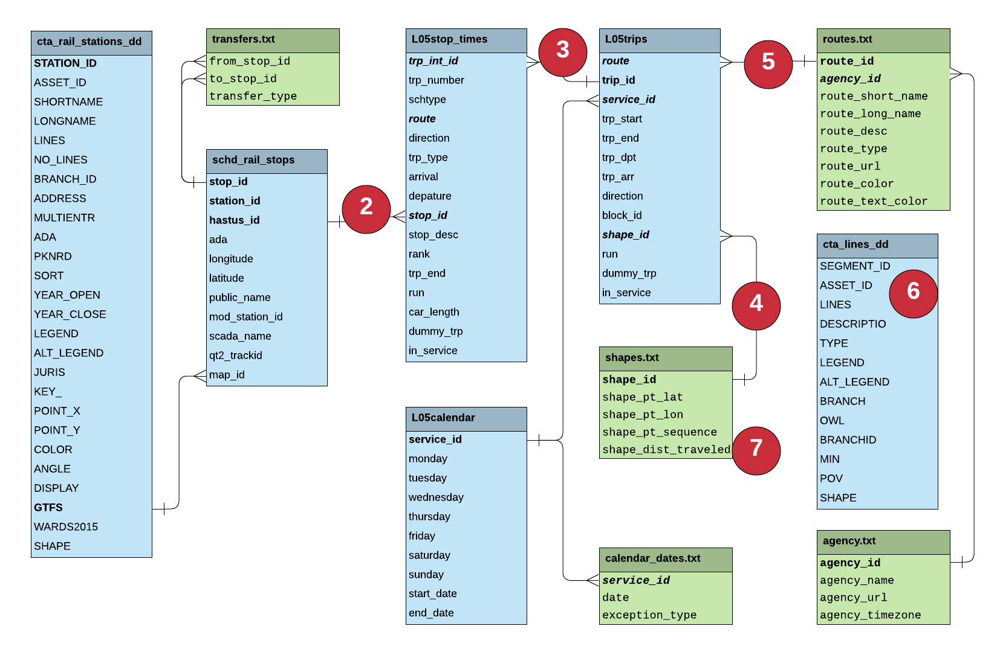 cta_rail_stations_dd
STATION_ID
ASSET_ID
SHORTNAME
LONGNAME
LINES
NO_LINES
BRANCH_ID
ADDRESS
MULTIENTR
ADA
PKNRD
SORT
YEAR_OPEN
YEAR_CLOSE
LEGEND
ALT_LEGEND
JURIS
KEY_
POINT_X
POINT_Y
COLOR
ANGLE
DISPLAY
GTFS
WARDS2015
SHAPE
transfers.txt
from_stop_id
to_stop_id
transfer_type
schd_rail_stops
stop_id
station_id
hastus_id
ada
longitude
latitude
public_name
mod_station_id
scada_name
qt2_trackid
map_id
2
L05stop_times
trp_int_id
trp_number
schtype
route
direction
trp_type
arrival
depature
stop_id
stop_desc
rank
trp_end
run
car_length
dummy_trp
in_service
L05calendar
service_id
monday
tuesday
wednesday
thursday
friday
saturday
sunday
start_date
end_date
3
L05trips
route
trip_id
service_id
trp_start
trp_end
trp_dpt
trp_arr
direction
block_id
shape_id
run
dummy_trp
in_service
4
shapes.txt
shape_id
shape_pt_lat
shape_pt_lon
shape_pt_sequence
shape_dist_traveled
7
calendar_dates.txt
service_id
date
exception_type
5
routes.txt
route_id
agency_id
route_short_name
route_long_name
route_desc
route_type
route_url
route_color
route_text_color
cta_lines_dd
SEGMENT_ID
ASSET_ID
LINES
DESCRIPTIO
TYPE
LEGEND
ALT_LEGEND
BRANCH
OWL
BRANCHID
MIN
POV
SHAPE
6
agency.txt
agency_id
agency_name
agency_url
agency_timezone